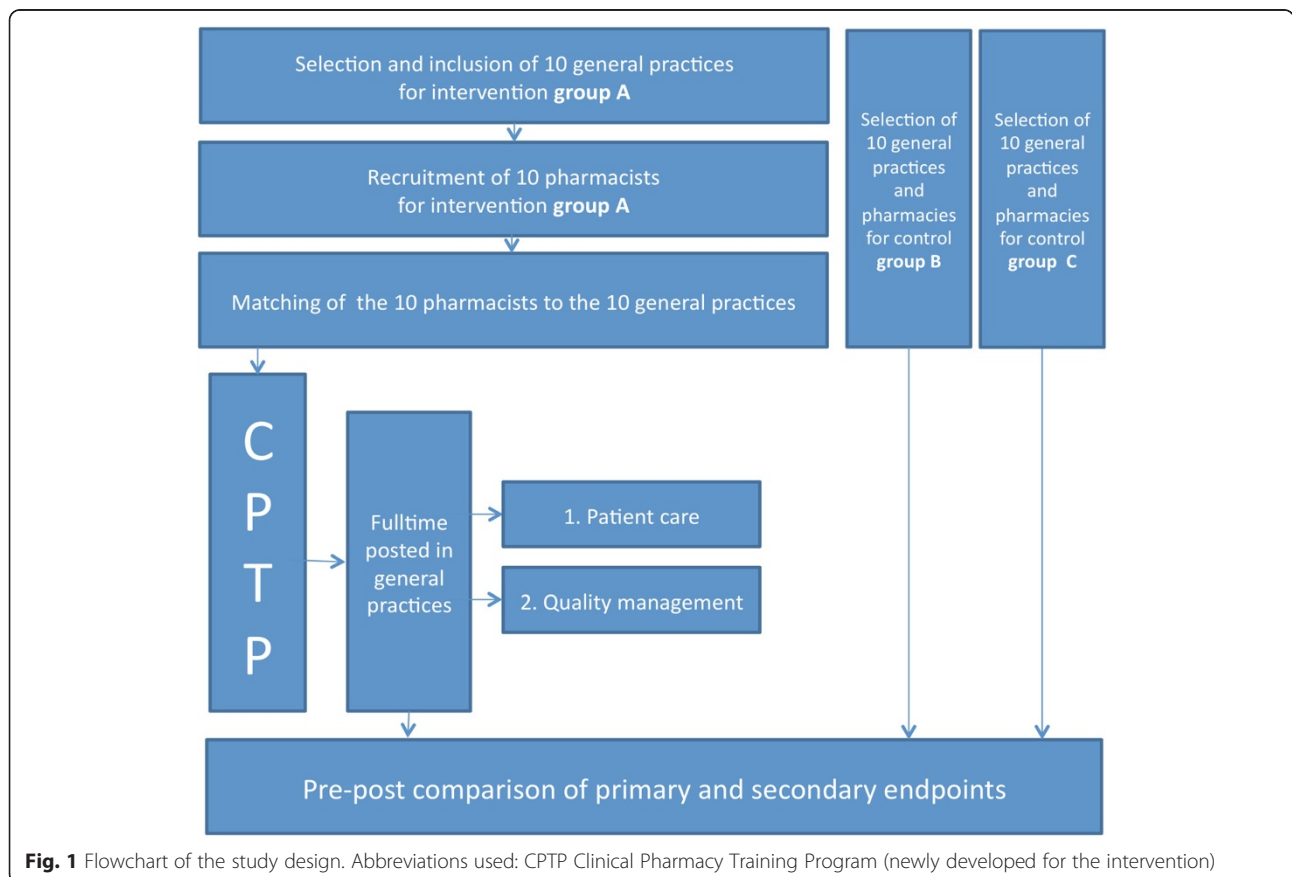 Selection and inclusion of 10 general practices
for intervention group A
Recruitment of 10 pharmacists
for intervention group A
Matching of the 10 pharmacists to the 10 general practices
Selection of
10 general
practices
and
pharmacies
for control
group B
Selection of
10 general
practices
and
pharmacies
for control
group C
C
P
T
P
Fulltime
posted in
general
practices
1. Patient care
2. Quality management
Pre-post comparison of primary and secondary endpoints
Fig. 1 Flowchart of the study design. Abbreviations used: CPTP Clinical Pharmacy Training Program (newly developed for the intervention)